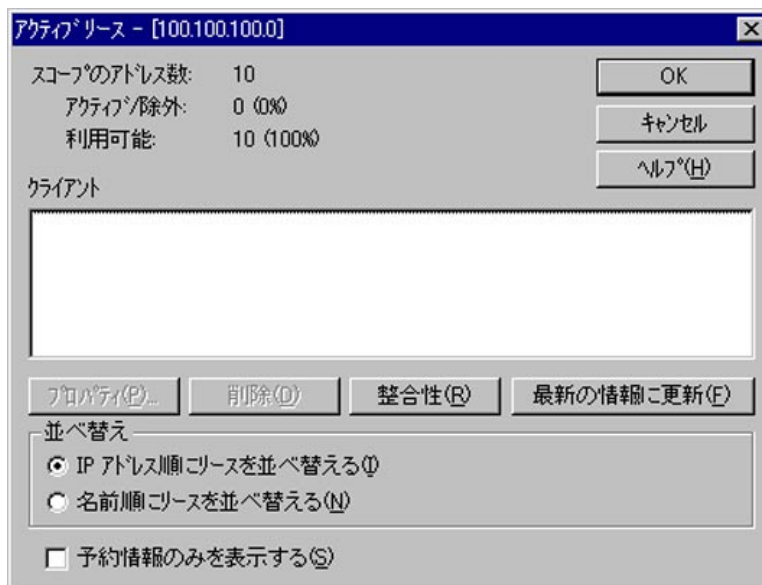 ｱｸﾃｨﾌﾞ ﾘｰｽ - [100.100.100.0]
ｽｺｰﾌﾟのｱﾄﾞﾚｽ数: 10
ｱｸﾃｨﾌﾞ/除外: 0 (0%)
利用可能: 10 (100%)
OK
ｷｬﾝｾﾙ
ﾍﾙﾌﾟ(H)
ｸﾗｲｱﾝﾄ
ﾌﾟﾛﾊﾟﾃｨ(P)...
削除(D)
整合性(R)
最新の情報に更新(F)
並べ替え
IP ｱﾄﾞﾚｽ順にﾘｰｽを並べ替える(I)
名前順にﾘｰｽを並べ替える(N)
予約情報のみを表示する(S)